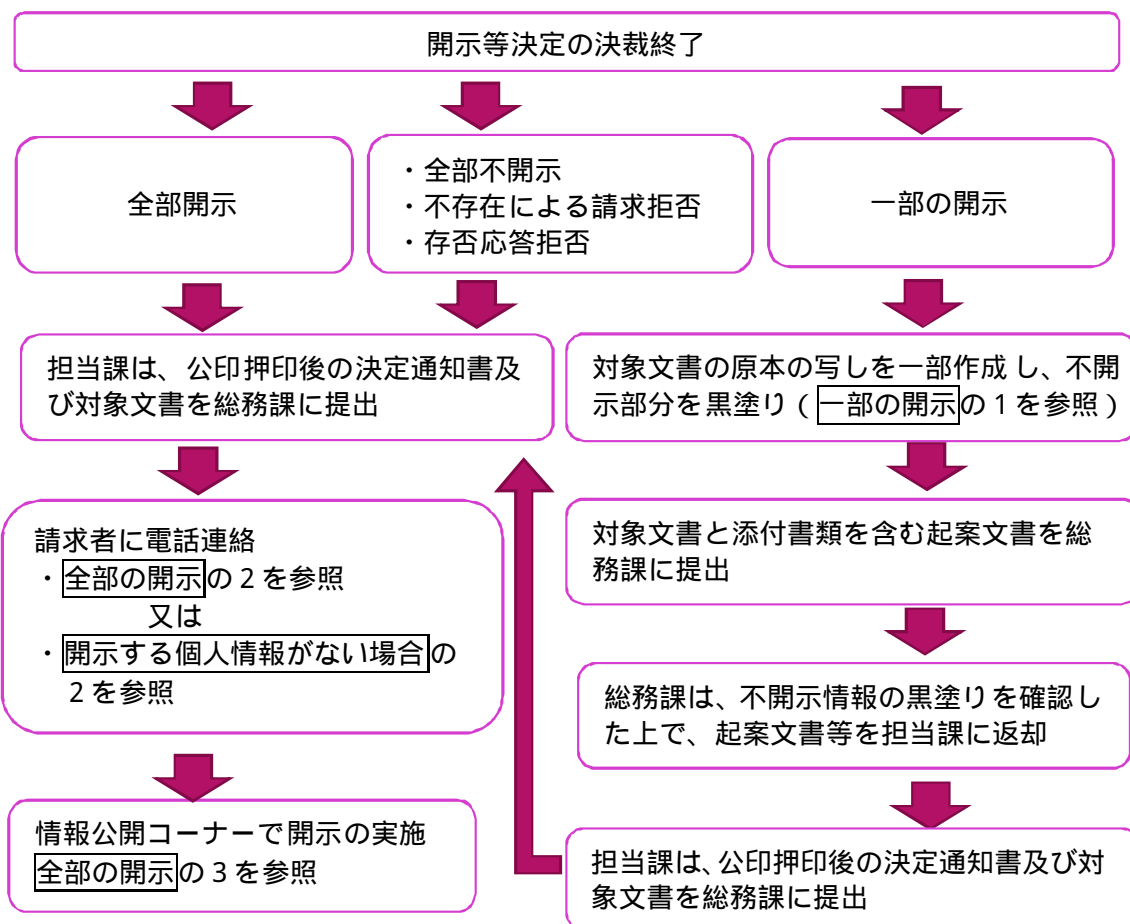 開示等決定の決裁終了
全部開示
・全部不開示
・不存在による請求拒否
・存否応答拒否
一部の開示
担当課は、公印押印後の決定通知書及
び対象文書を総務課に提出
対象文書の原本の写しを一部作成し、不開
示部分を黒塗り（一部の開示の１を参照）
請求者に電話連絡
・全部の開示の２を参照
又は
・開示する個人情報がない場合の
２を参照
対象文書と添付書類を含む起案文書を総
務課に提出
総務課は、不開示情報の黒塗りを確認し
た上で、起案文書等を担当課に返却
情報公開コーナーで開示の実施
全部の開示の３を参照
担当課は、公印押印後の決定通知書及び対
象文書を総務課に提出